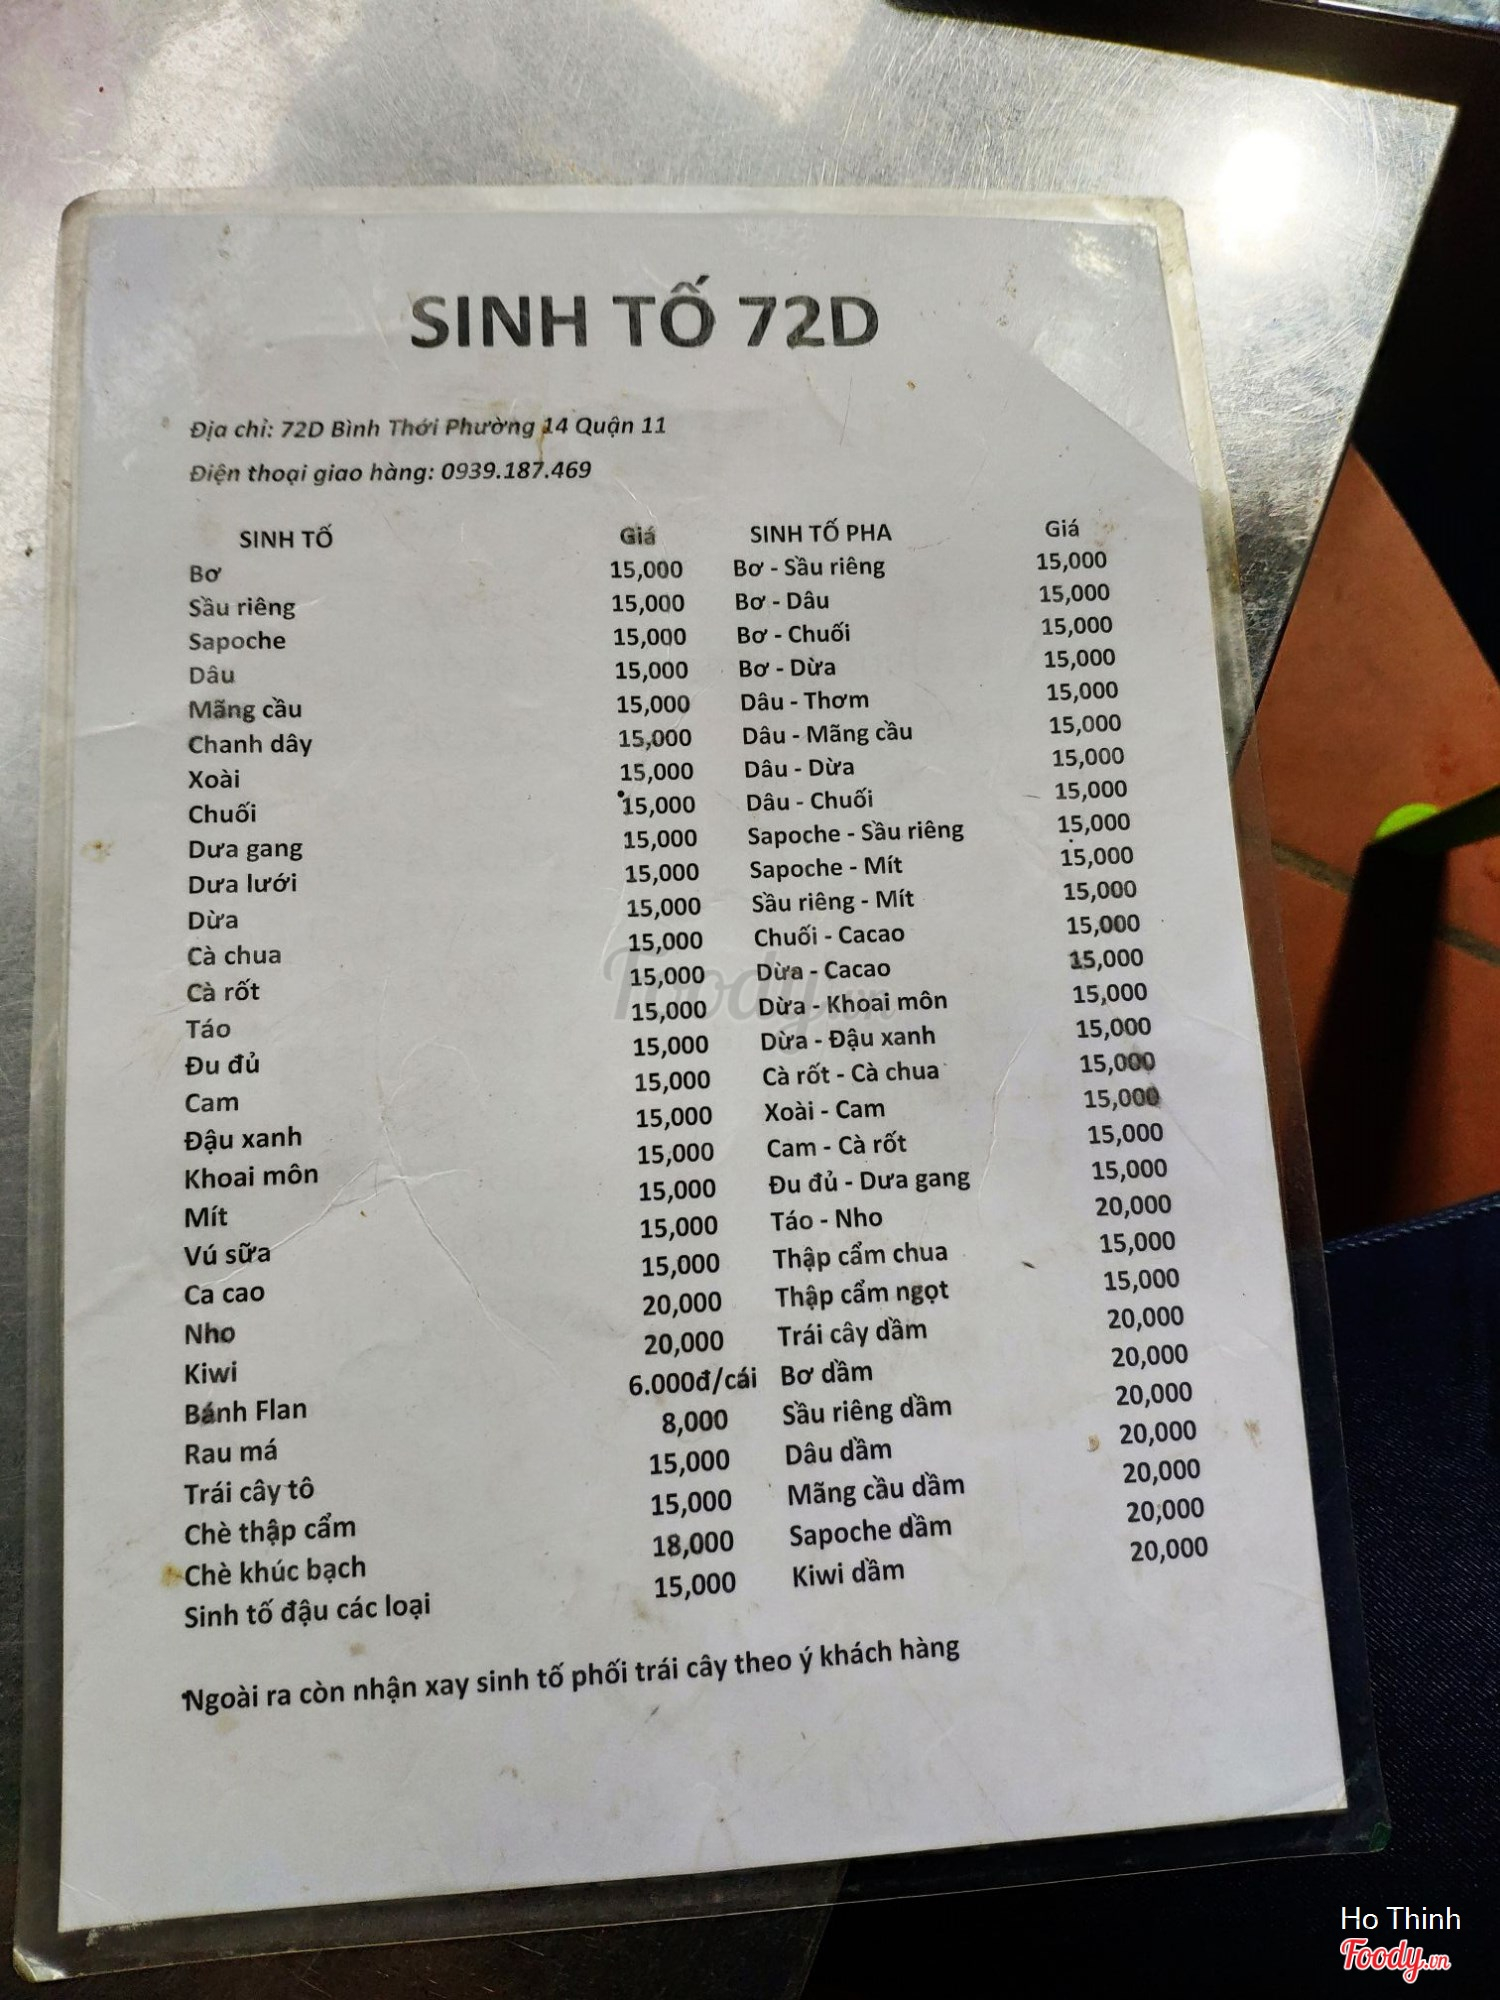 SINH TỐ 72D
Địa chỉ: 72D Bình Thới Phường 14 Quận 11
Điện thoại giao hàng: 0939.187.469
SINH TỐ Giá SINH TỐ PHA Giá
Bơ 15,000 Bơ - Sầu riêng 15,000
Sầu riêng 15,000 Bơ - Dâu 15,000
Sapoche 15,000 Bơ - Chuối 15,000
Dâu 15,000 Bơ - Dừa 15,000
Mãng cầu 15,000 Dâu - Thơm 15,000
Chanh dây 15,000 Dâu - Mãng cầu 15,000
Xoài 15,000 Dâu - Dừa 15,000
Chuối 15,000 Dâu - Chuối 15,000
Dưa gang 15,000 Sapoche - Sầu riêng 15,000
Dưa lưới 15,000 Sapoche - Mít 15,000
Dừa 15,000 Sầu riêng - Mít 15,000
Cà chua 15,000 Chuối - Cacao 15,000
Cà rốt 15,000 Dừa - Cacao 15,000
Táo 15,000 Dừa - Khoai môn 15,000
Đu đủ 15,000 Dừa - Đậu xanh 15,000
Cam 15,000 Cà rốt - Cà chua 15,000
Đậu xanh 15,000 Xoài - Cam 15,000
Khoai môn 15,000 Cam - Cà rốt 15,000
Mít 15,000 Đu đủ - Dưa gang 15,000
Vú sữa 15,000 Táo - Nho 20,000
Ca cao 15,000 Thập cẩm chua 15,000
Nho 20,000 Thập cẩm ngọt 15,000
Kiwi 20,000 Trái cây dầm 20,000
Bánh Flan 6.000đ/cái Bơ dầm 20,000
Rau má 8,000 Sầu riêng dầm 20,000
Trái cây tô 15,000 Dâu dầm 20,000
Chè thập cẩm 15,000 Mãng cầu dầm 20,000
Chè khúc bạch 18,000 Sapoche dầm 20,000
Sinh tố đậu các loại 15,000 Kiwi dầm 20,000
Ngoài ra còn nhận xay sinh tố phối trái cây theo ý khách hàng
Foody.vn
Ho Thinh
Foody.vn